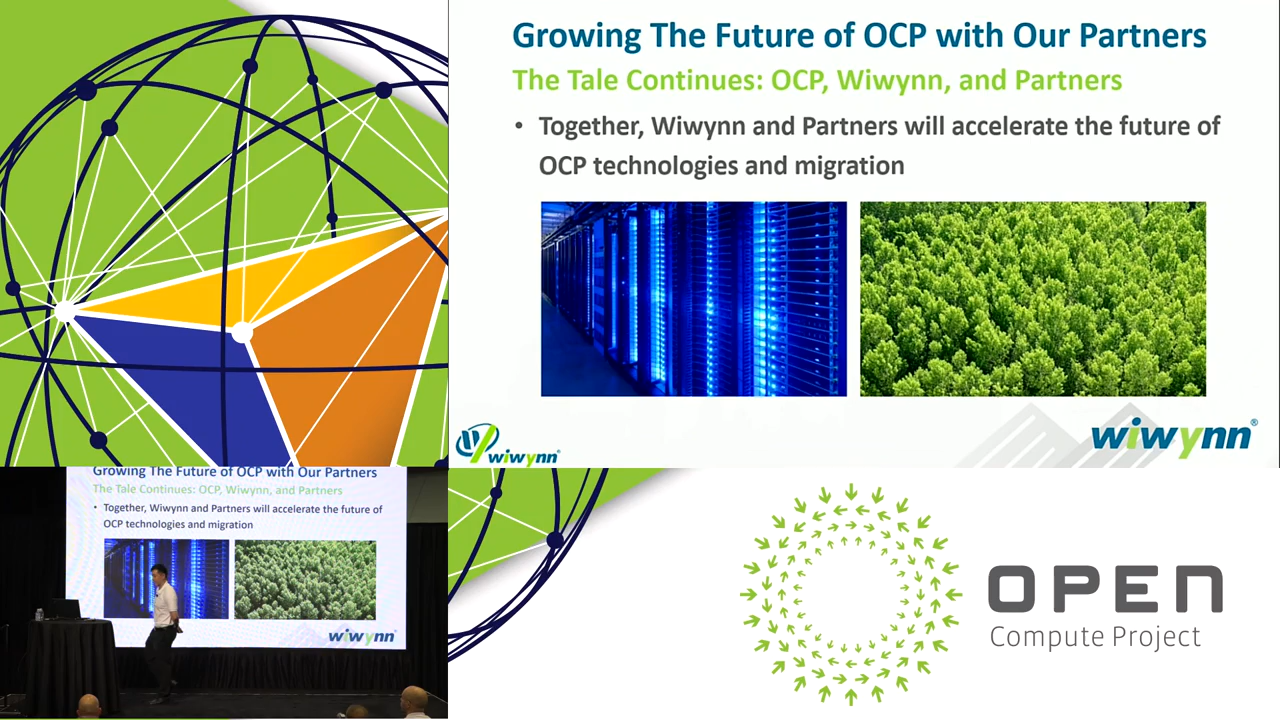 Growing The Future of OCP with Our Partners
The Tale Continues: OCP, Wiwynn, and Partners
• Together, Wiwynn and Partners will accelerate the future of
OCP technologies and migration
wiwynn®
wiwynn®
Growing The Future of OCP with Our Partners
The Tale Continues: OCP, Wiwynn, and Partners
• Together, Wiwynn and Partners will accelerate the future of
OCP technologies and migration
wiwynn
OPEN
Compute Project